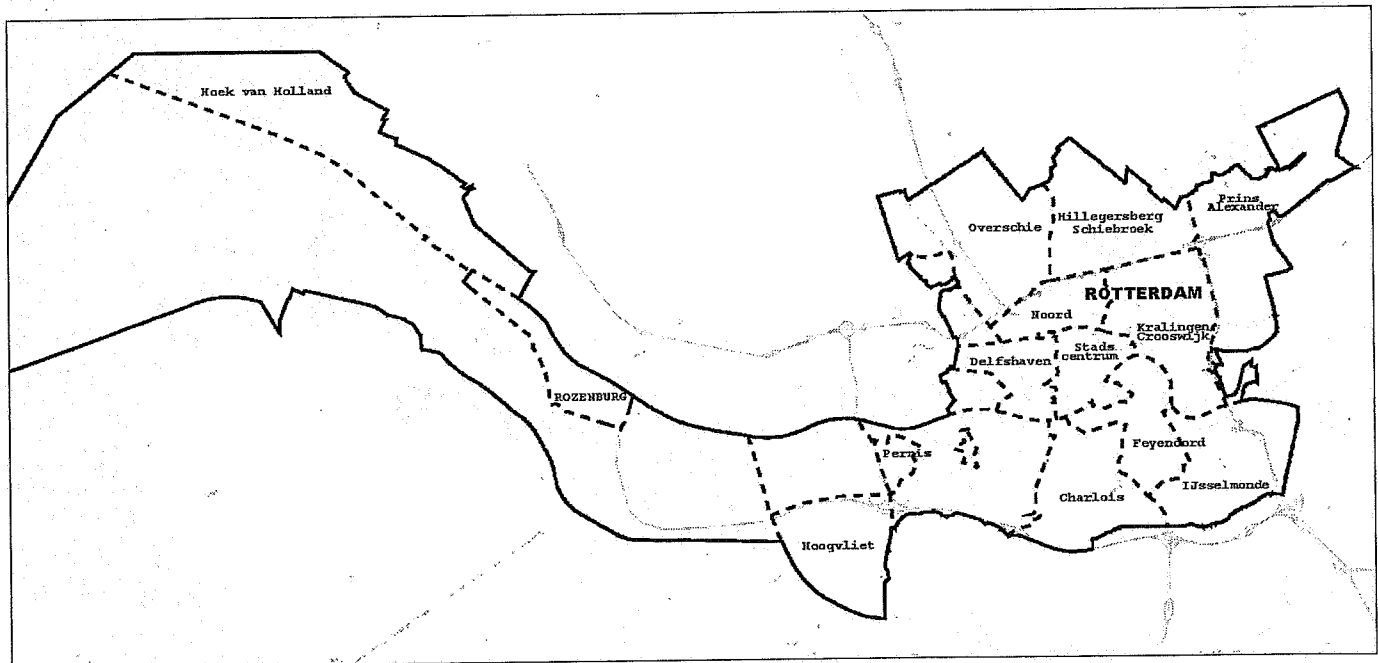 Hoek van Holland
Prins
Alexander
Overschie
Hillegersberg
Schiebroek
ROTTERDAM
Noord
Kralingen
Crooswijk
Stads
centrum
Delfshaven
ROZENBURG
Pernis
Feyenoord
IJsselmonde
Charlois
Hoogvliet